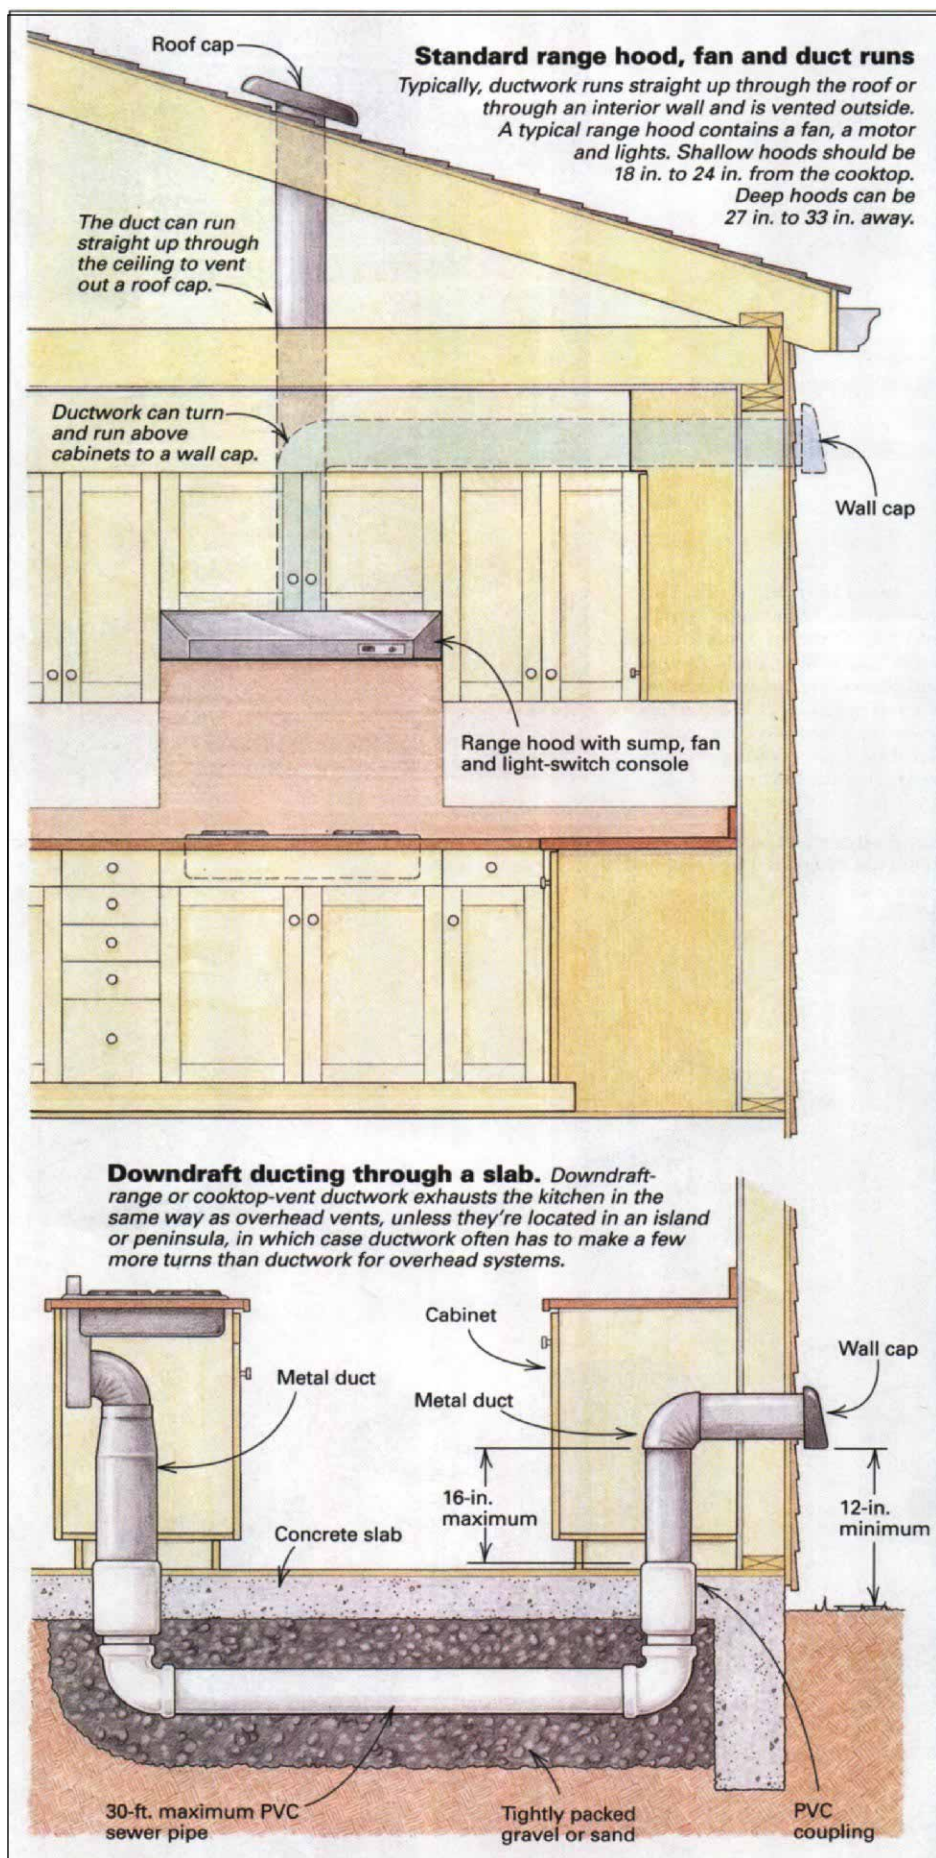 Roof cap
Standard range hood, fan and duct runs
Typically, ductwork runs straight up through the roof or
through an interior wall and is vented outside.
A typical range hood contains a fan, a motor
and lights. Shallow hoods should be
18 in. to 24 in. from the cooktop.
Deep hoods can be
27 in. to 33 in. away.
The duct can run
straight up through
the ceiling to vent
out a roof cap.
Ductwork can turn
and run above
cabinets to a wall cap.
Wall cap
Range hood with sump, fan
and light-switch console
Downdraft ducting through a slab. Downdraft-
range or cooktop-vent ductwork exhausts the kitchen in the
same way as overhead vents, unless they're located in an island
or peninsula, in which case ductwork often has to make a few
more turns than ductwork for overhead systems.
Cabinet
Wall cap
Metal duct
Metal duct
16-in.
maximum
12-in.
minimum
Concrete slab
30-ft. maximum PVC
sewer pipe
Tightly packed
gravel or sand
PVC
coupling